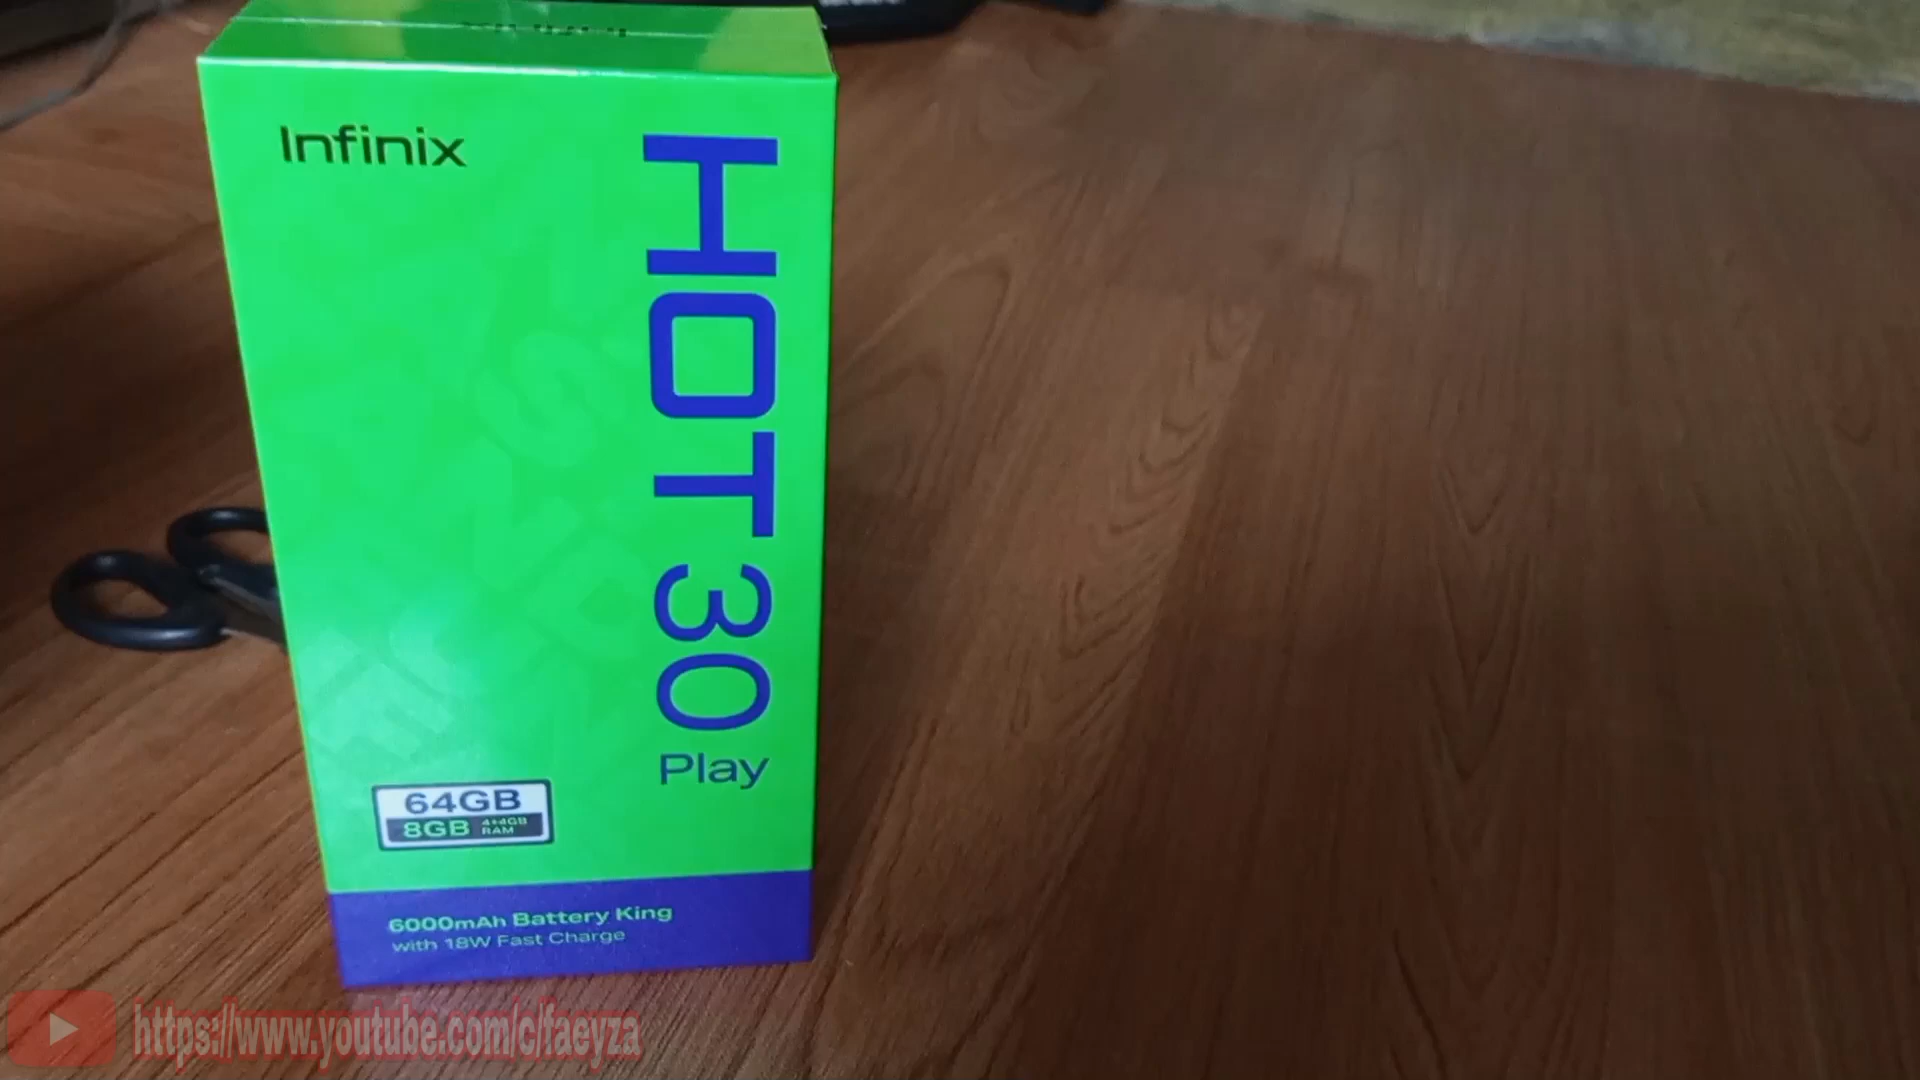 Infinix
Infinix
HOT 30
Play
64GB
8GB 4+4GB RAM
6000mAh Battery King
with 18W Fast Charge
https://www.youtube.com/c/faeyza